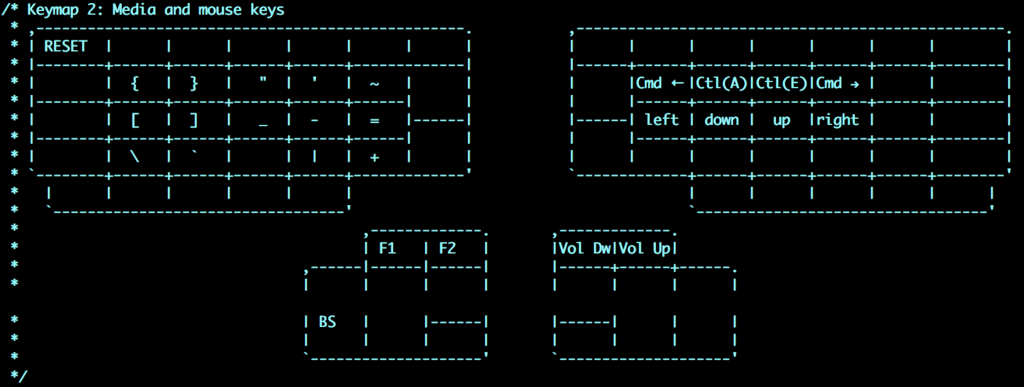 /* Keymap 2: Media and mouse keys
 * ,--------------------------------------------------.           ,--------------------------------------------------.
 * | RESET  |      |      |      |      |      |      |           |      |      |      |      |      |      |        |
 * |--------+------+------+------+------+-------------|           |------+------+------+------+------+------+--------|
 * |        |  {   |  }   |   "  |  '   |  ~   |      |           |      |Cmd ←|Ctl(A)|Ctl(E)|Cmd → |      |        |
 * |--------+------+------+------+------+------|      |           |      |------+------+------+------+------+--------|
 * |        |  [   |  ]   |   _  |  -   |  =   |------|           |------| left | down |  up  |right |      |        |
 * |--------+------+------+------+------+------|      |           |      |------+------+------+------+------+--------|
 * |        |  \   |  `   |      |  |   |  +   |      |           |      |      |      |      |      |      |        |
 * `--------+------+------+------+------+-------------'           `-------------+------+------+------+------+--------'
 *  |      |      |      |      |      |                                       |      |      |      |      |      |
 *  `----------------------------------'                                       `----------------------------------'
 *                                      ,-------------.       ,-------------.
 *                                      | F1   | F2   |       |Vol Dw|Vol Up|
 *                               ,------|------|------|       |------+------+------.
 *                               |      |      |      |       |      |      |      |
 *                               | BS   |      |------|       |------|      |      |
 *                               |      |      |      |       |      |      |      |
 *                               `--------------------'       `--------------------'
 */